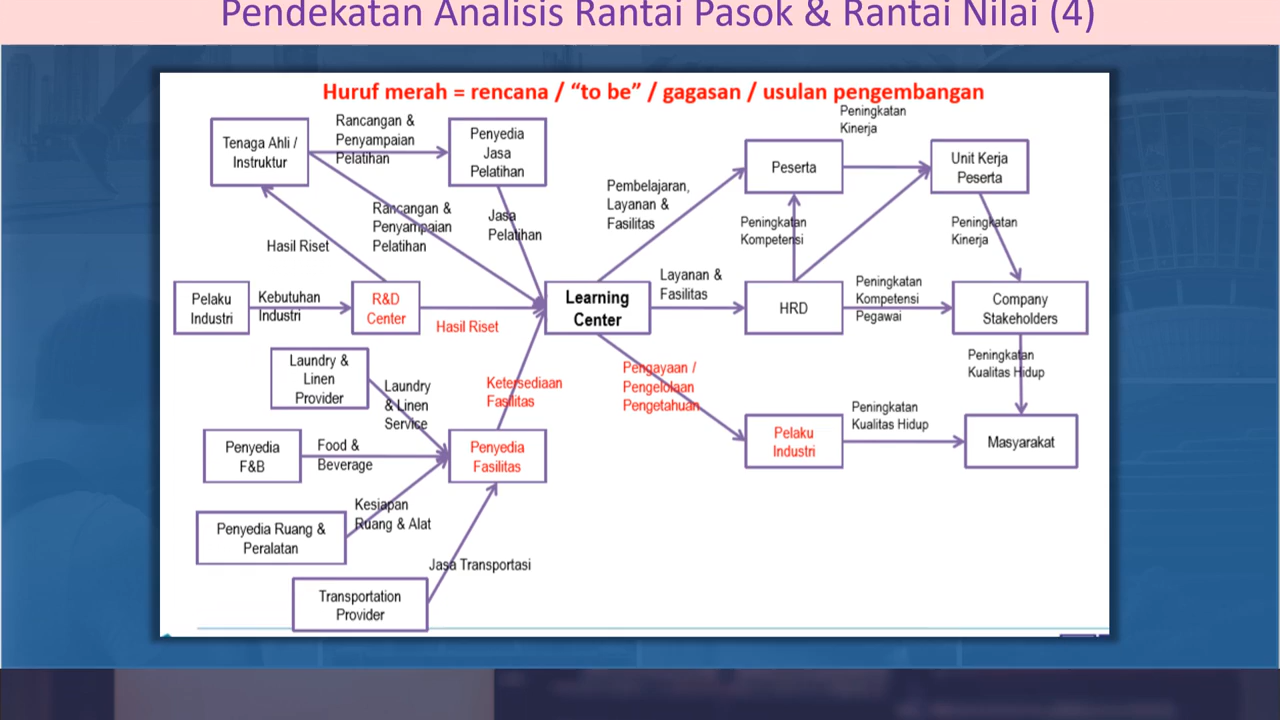 Pendekatan Analisis Rantai Pasok & Rantai Nilai (4)
Huruf merah = rencana / “to be” / gagasan / usulan pengembangan
Tenaga Ahli /
Instruktur
Rancangan &
Penyampaian
Pelatihan
Penyedia
Jasa
Pelatihan
Peserta
Peningkatan
Kinerja
Unit Kerja
Peserta
Rancangan &
Penyampaian
Pelatihan
Jasa
Pelatihan
Pembelajaran,
Layanan &
Fasilitas
Peningkatan
Kompetensi
Peningkatan
Kinerja
Hasil Riset
Pelaku
Industri
Kebutuhan
Industri
R&D
Center
Hasil Riset
Learning
Center
Layanan &
Fasilitas
HRD
Peningkatan
Kompetensi
Pegawai
Company
Stakeholders
Laundry &
Linen
Provider
Laundry
& Linen
Service
Ketersediaan
Fasilitas
Pengayaan /
Pengelolaan
Pengetahuan
Peningkatan
Kualitas Hidup
Penyedia
F&B
Food &
Beverage
Penyedia
Fasilitas
Pelaku
Industri
Peningkatan
Kualitas Hidup
Masyarakat
Penyedia Ruang &
Peralatan
Kesiapan
Ruang & Alat
Jasa Transportasi
Transportation
Provider